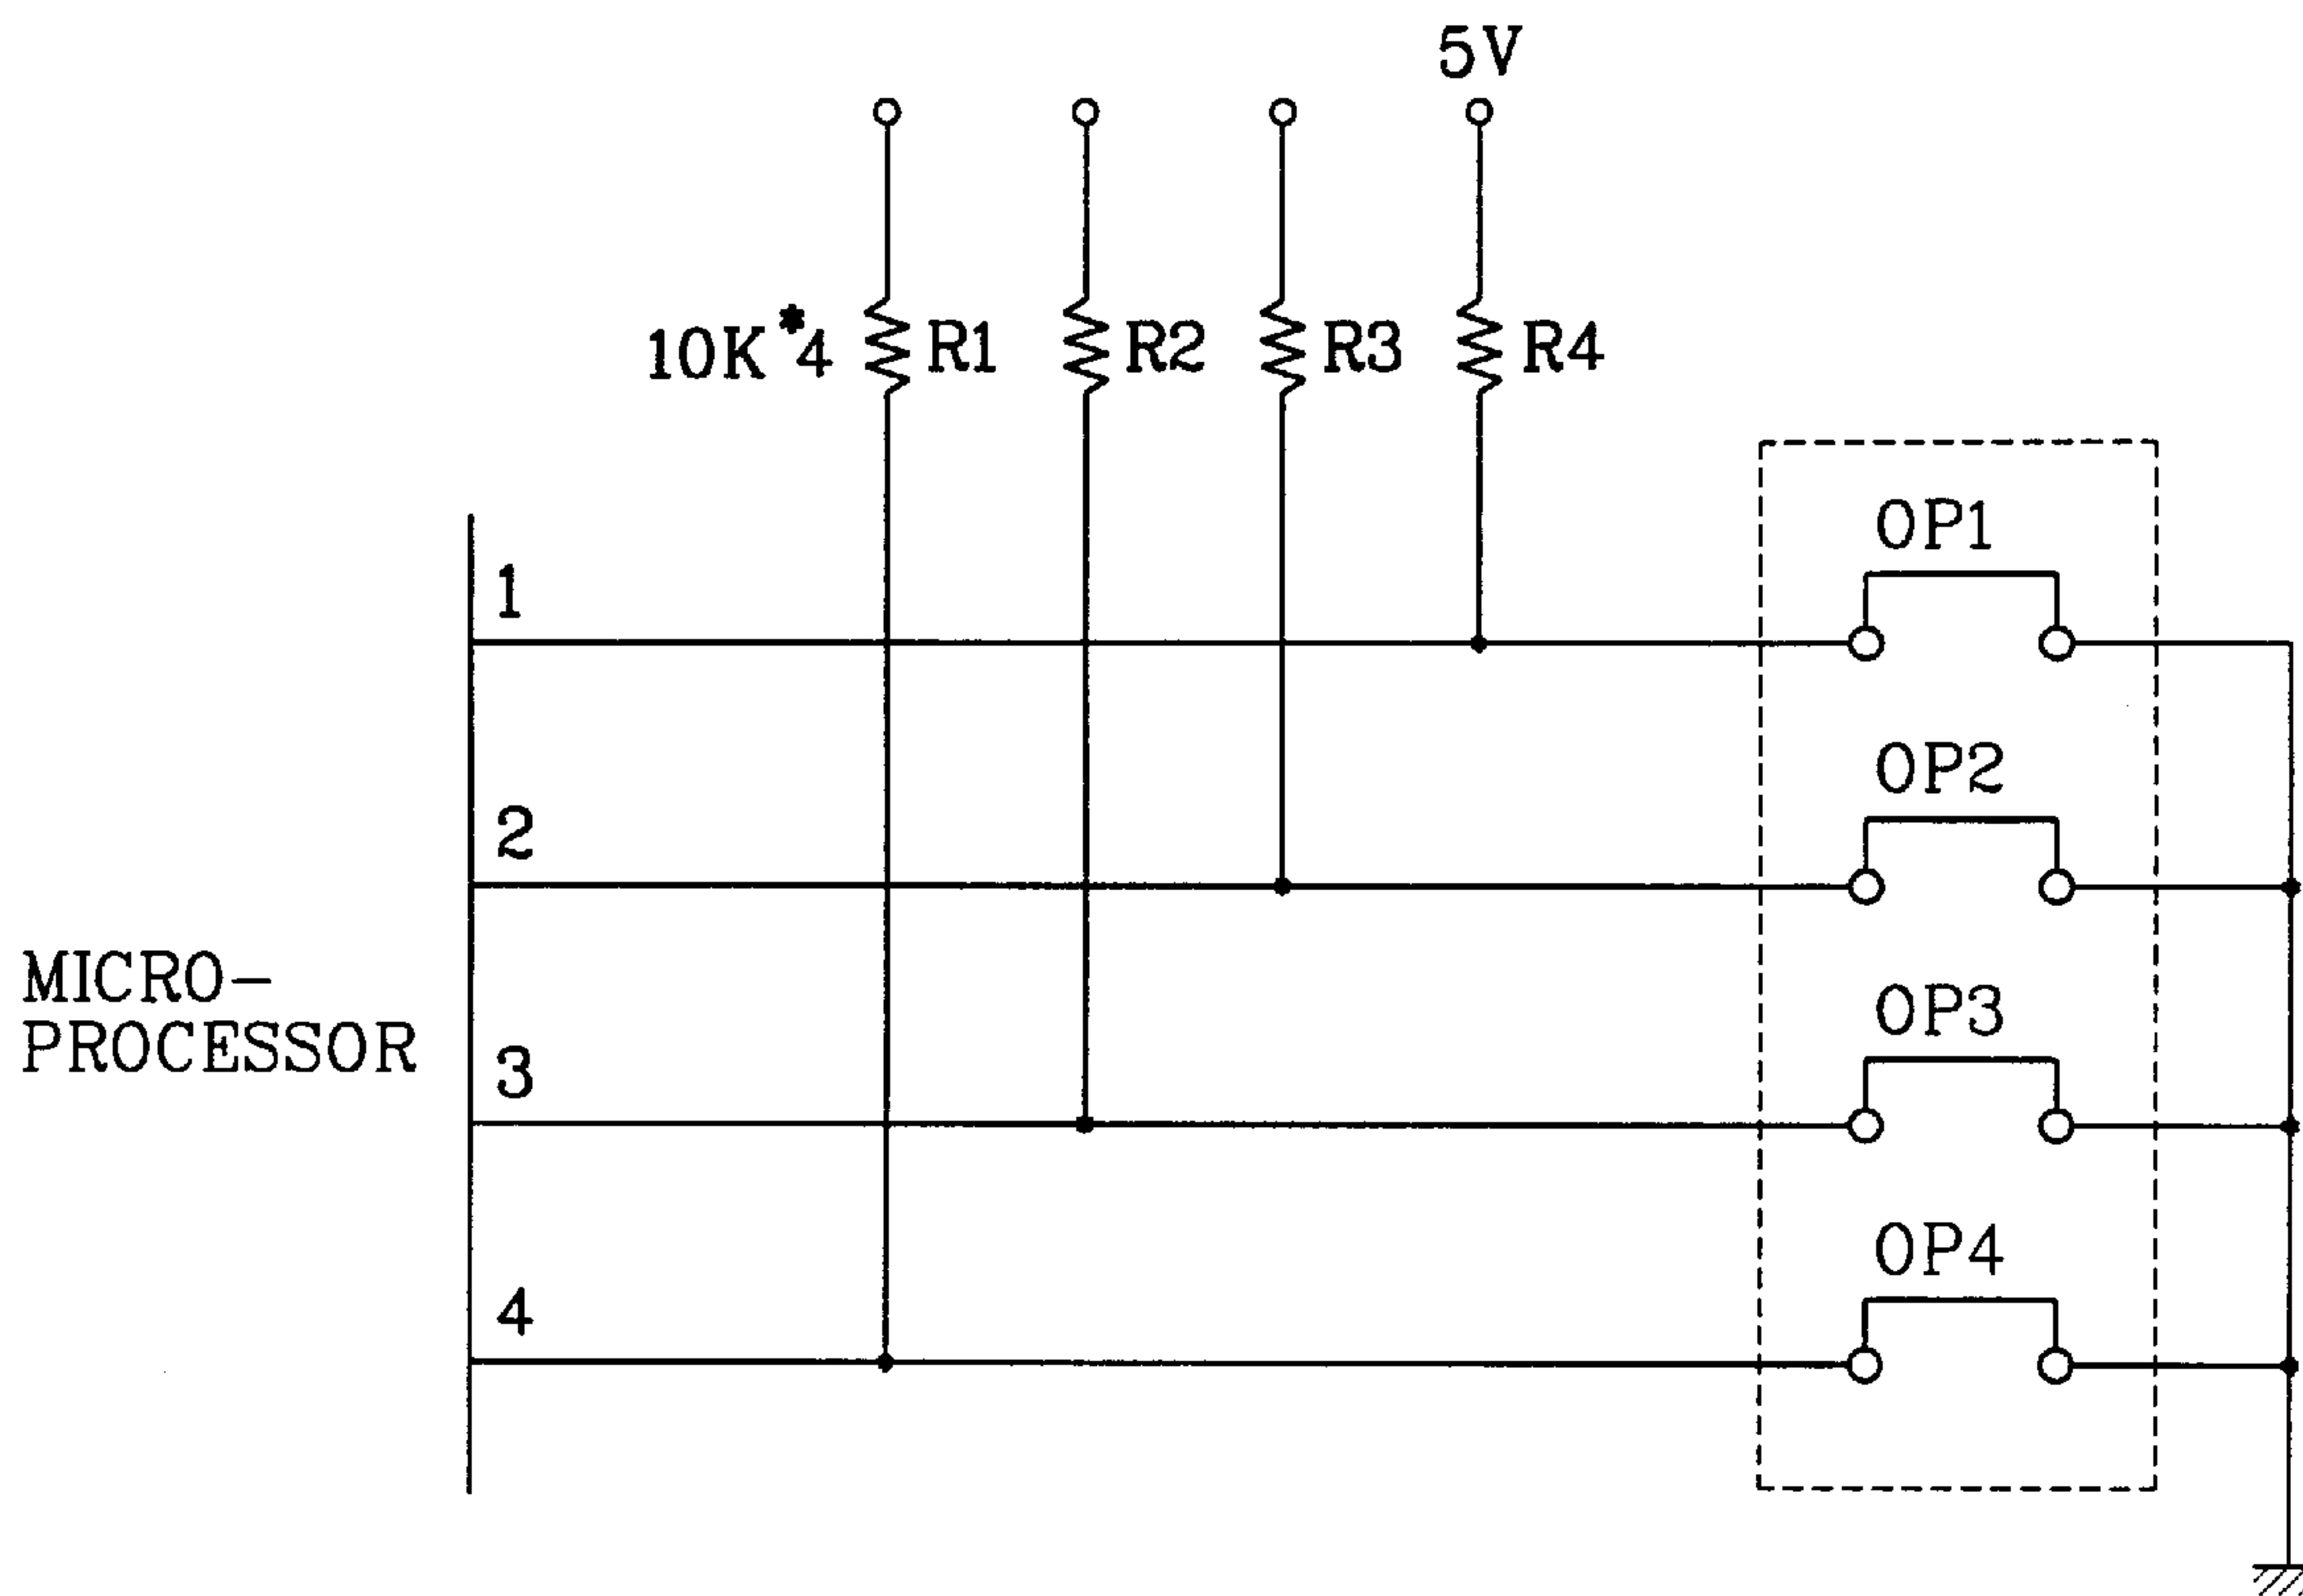 5V
10K*4 R1 R2 R3 R4
OP1
1
OP2
2
MICRO-
PROCESSOR
OP3
3
OP4
4